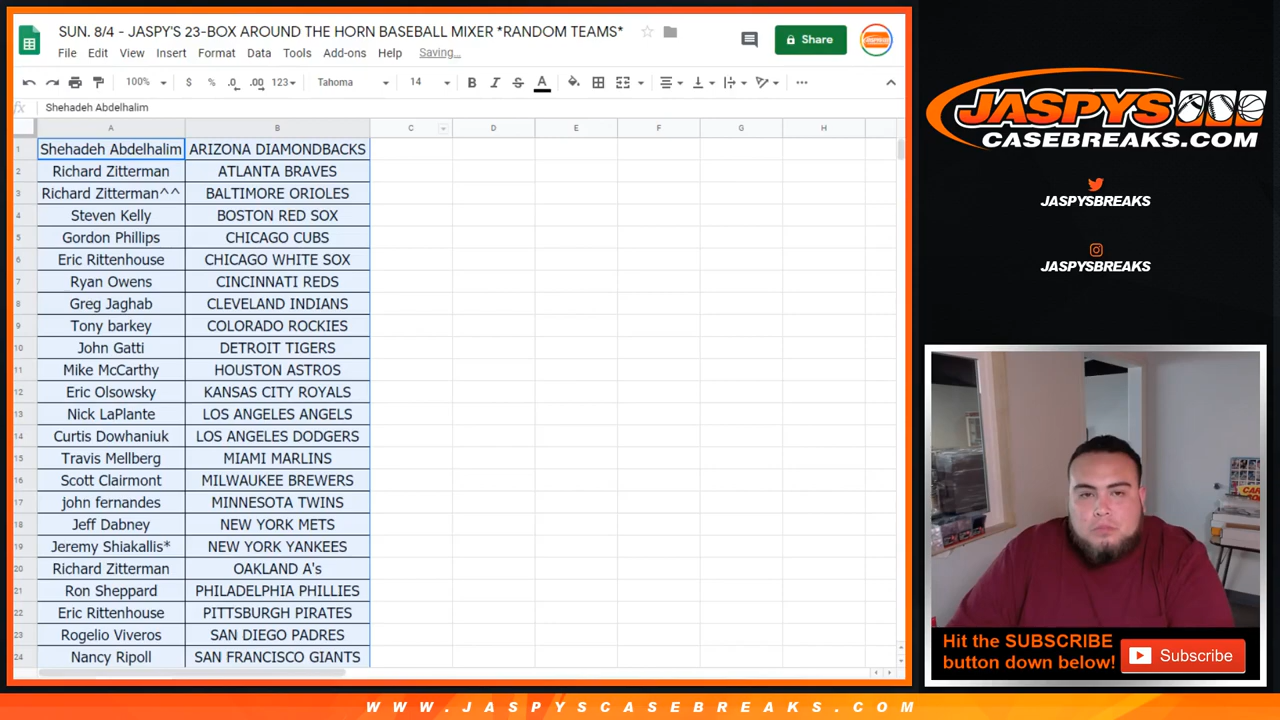 SUN. 8/4 - JASPY'S 23-BOX AROUND THE HORN BASEBALL MIXER *RANDOM TEAMS*
File Edit View Insert Format Data Tools Add-ons Help Saving...
Share
100% $ % .0 .00 123 Tahoma 14 B I S A
fx Shehadeh Abdelhalim
A B C D E F G H
1 Shehadeh Abdelhalim ARIZONA DIAMONDBACKS
2 Richard Zitterman ATLANTA BRAVES
3 Richard Zitterman^^ BALTIMORE ORIOLES
4 Steven Kelly BOSTON RED SOX
5 Gordon Phillips CHICAGO CUBS
6 Eric Rittenhouse CHICAGO WHITE SOX
7 Ryan Owens CINCINNATI REDS
8 Greg Jaghab CLEVELAND INDIANS
9 Tony barkey COLORADO ROCKIES
10 John Gatti DETROIT TIGERS
11 Mike McCarthy HOUSTON ASTROS
12 Eric Olsowsky KANSAS CITY ROYALS
13 Nick LaPlante LOS ANGELES ANGELS
14 Curtis Dowhaniuk LOS ANGELES DODGERS
15 Travis Mellberg MIAMI MARLINS
16 Scott Clairmont MILWAUKEE BREWERS
17 john fernandes MINNESOTA TWINS
18 Jeff Dabney NEW YORK METS
19 Jeremy Shiakallis* NEW YORK YANKEES
20 Richard Zitterman OAKLAND A's
21 Ron Sheppard PHILADELPHIA PHILLIES
22 Eric Rittenhouse PITTSBURGH PIRATES
23 Rogelio Viveros SAN DIEGO PADRES
24 Nancy Ripoll SAN FRANCISCO GIANTS
JASPYS
CASEBREAKS.COM
JASPYSBREAKS
JASPYSBREAKS
Hit the SUBSCRIBE
button down below!
Subscribe
WWW.JASPYSCASEBREAKS.COM